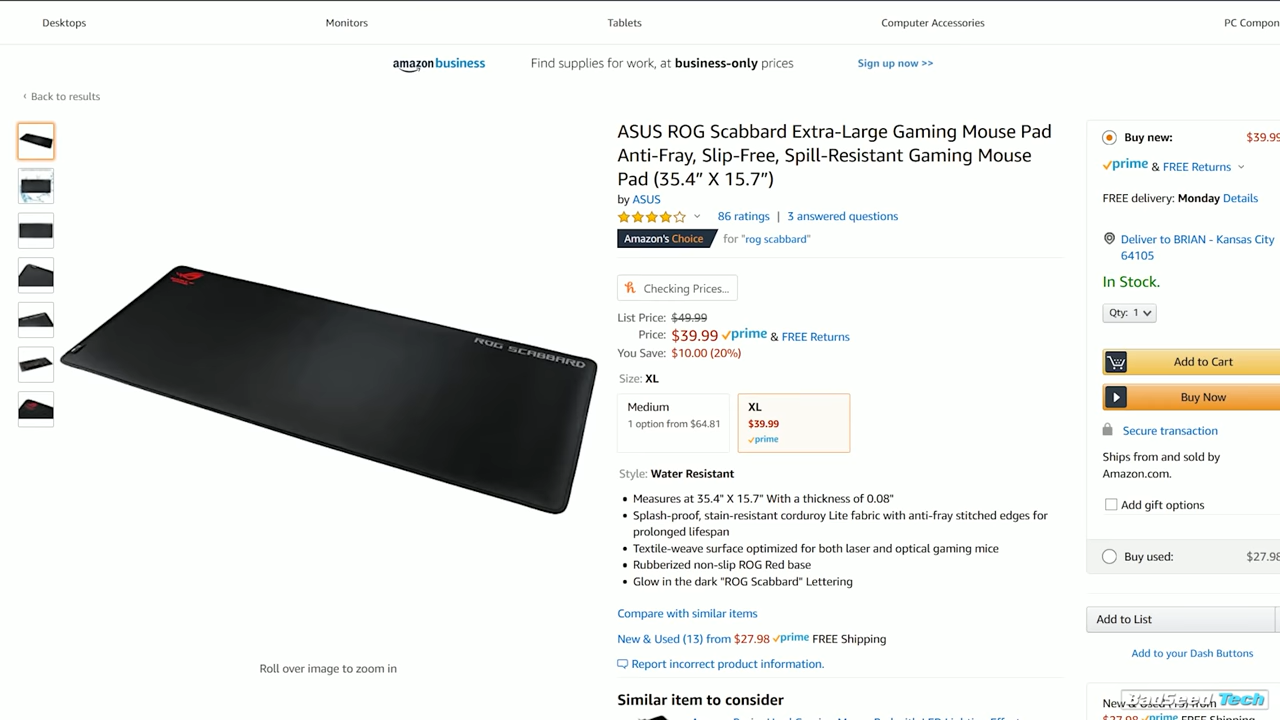 Desktops
Monitors
Tablets
Computer Accessories
PC Compon
amazon business
Find supplies for work, at business-only prices
Sign up now >>
‹ Back to results
ASUS ROG Scabbard Extra-Large Gaming Mouse Pad
Anti-Fray, Slip-Free, Spill-Resistant Gaming Mouse
Pad (35.4” X 15.7”)
by ASUS
86 ratings | 3 answered questions
Amazon's Choice for "rog scabbard"
Checking Prices...
List Price: $49.99
Price: $39.99 prime & FREE Returns
You Save: $10.00 (20%)
Size: XL
Medium
1 option from $64.81
XL
$39.99
prime
Style: Water Resistant
• Measures at 35.4" X 15.7" With a thickness of 0.08"
• Splash-proof, stain-resistant corduroy Lite fabric with anti-fray stitched edges for
prolonged lifespan
• Textile-weave surface optimized for both laser and optical gaming mice
• Rubberized non-slip ROG Red base
• Glow in the dark "ROG Scabbard" Lettering
Compare with similar items
New & Used (13) from $27.98 prime FREE Shipping
Report incorrect product information.
Similar item to consider
ROG SCABBARD
Roll over image to zoom in
Buy new: $39.99
prime & FREE Returns
FREE delivery: Monday Details
Deliver to BRIAN - Kansas City
64105
In Stock.
Qty: 1
Add to Cart
Buy Now
Secure transaction
Ships from and sold by
Amazon.com.
Add gift options
Buy used: $27.98
Add to List
Add to your Dash Buttons
New & Used (13) from
$27.98 prime FREE Shipping
BadSeed Tech